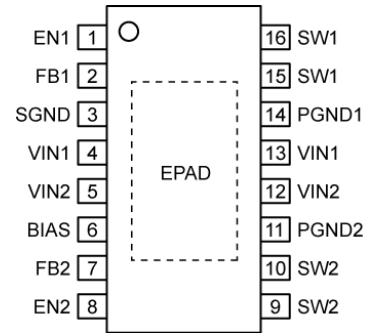 EN1 1 16 SW1
FB1 2 15 SW1
SGND 3 14 PGND1
VIN1 4 13 VIN1
EPAD
VIN2 5 12 VIN2
BIAS 6 11 PGND2
FB2 7 10 SW2
EN2 8 9 SW2